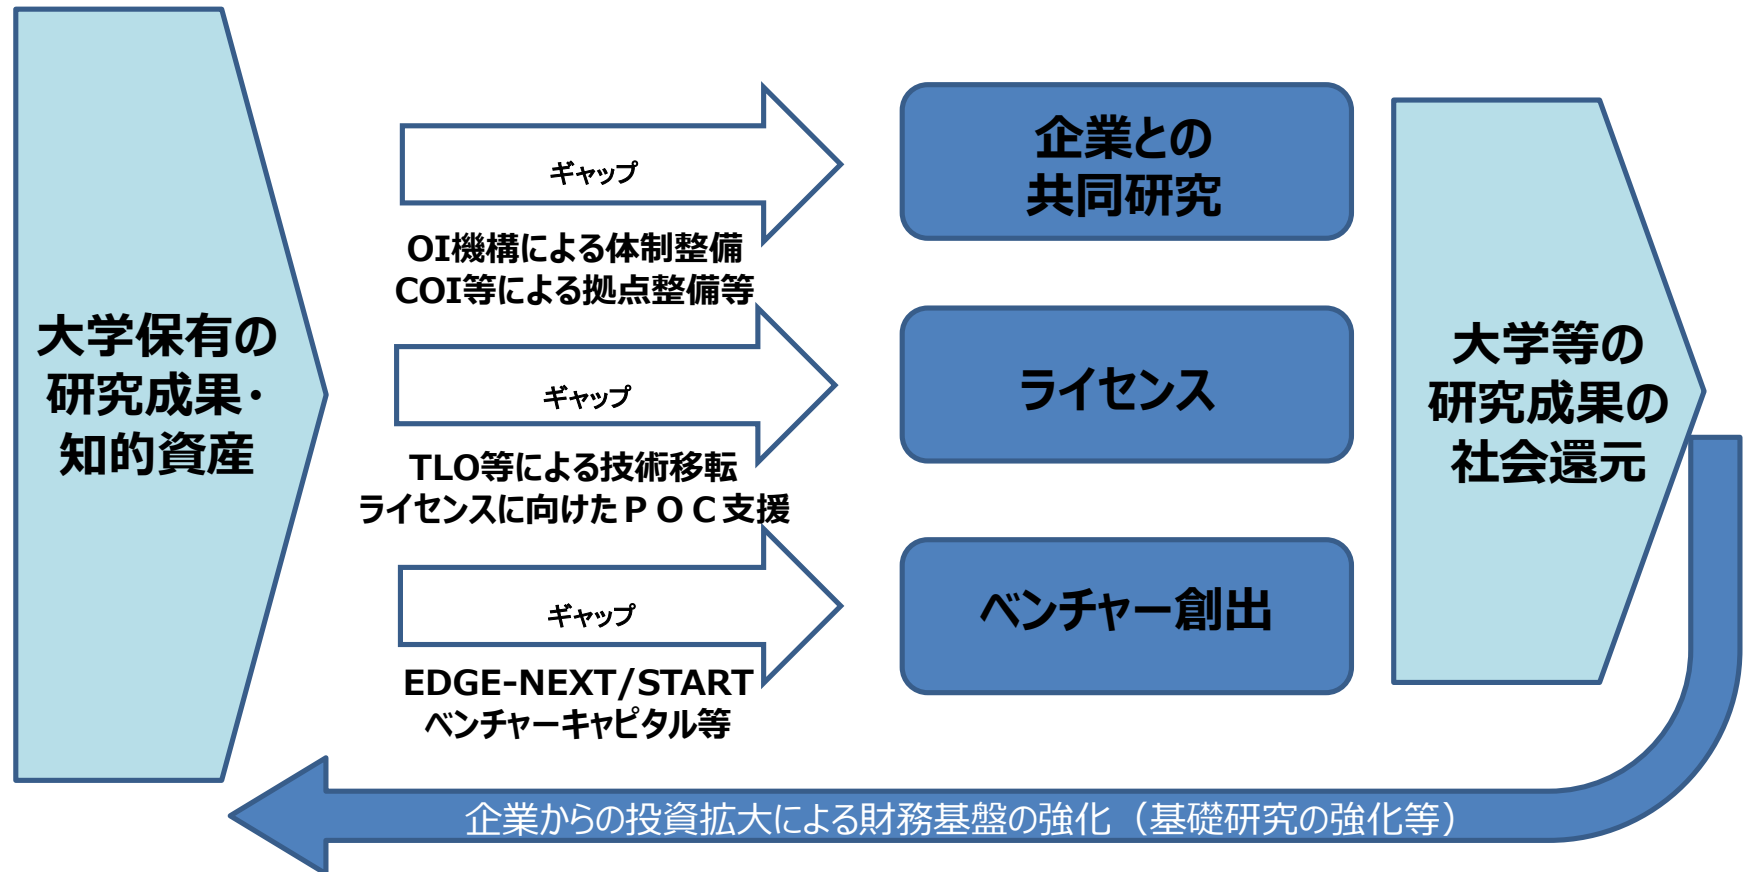 大学保有の
研究成果・
知的資産
ギャップ
OI機構による体制整備
COI等による拠点整備等
ギャップ
TLO等による技術移転
ライセンスに向けたＰＯＣ支援
ギャップ
EDGE-NEXT/START
ベンチャーキャピタル等
企業との
共同研究
ライセンス
ベンチャー創出
大学等の
研究成果の
社会還元
企業からの投資拡大による財務基盤の強化（基礎研究の強化等）